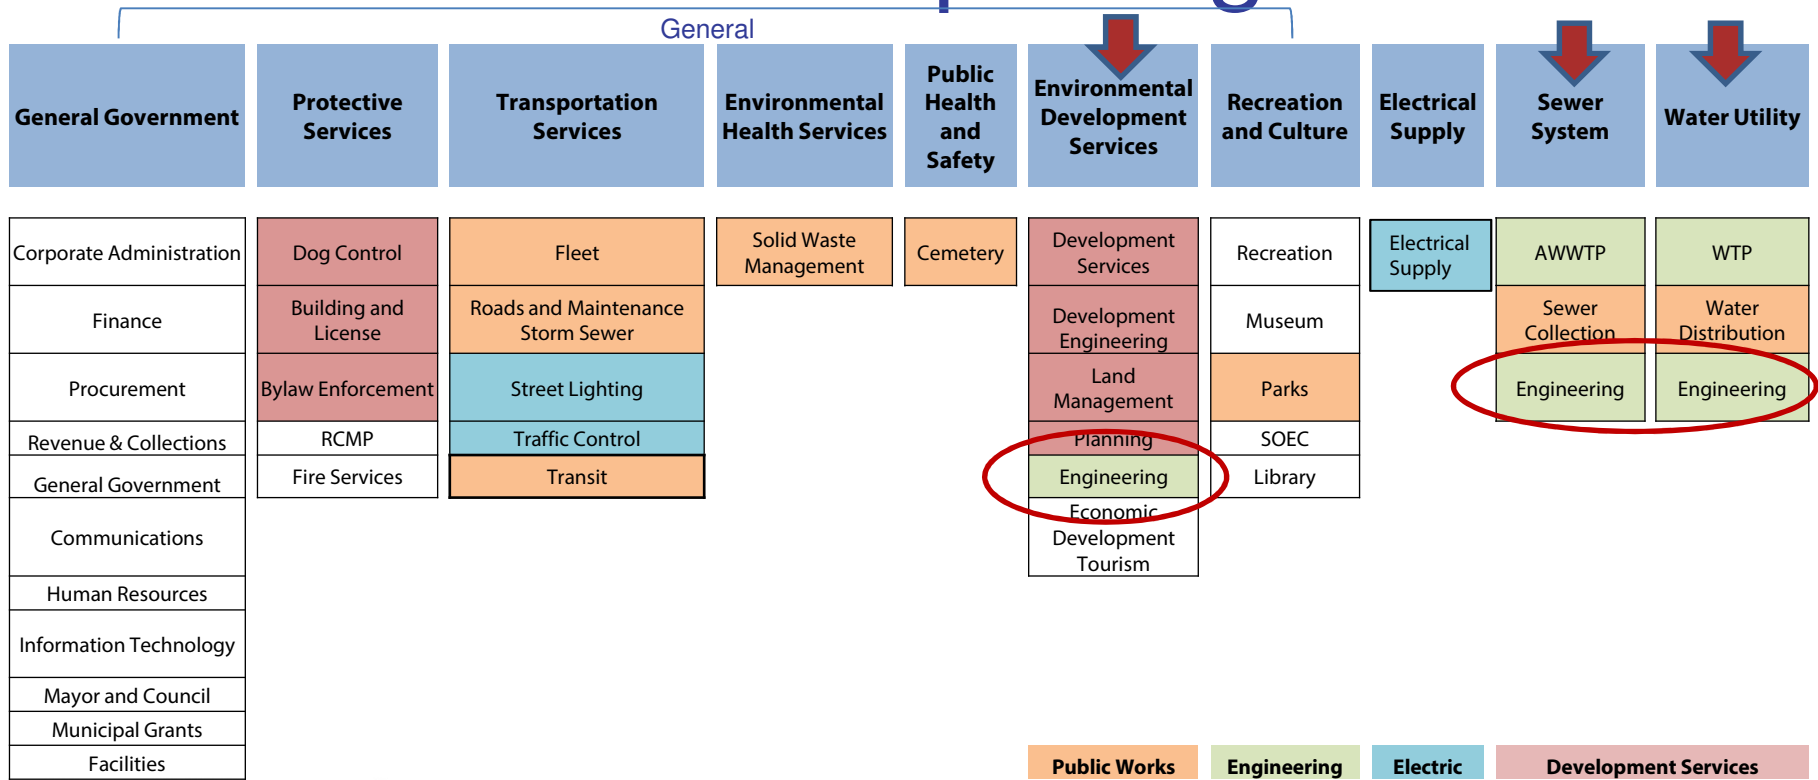 General
General Government
Protective
Services
Transportation
Services
Environmental
Health Services
Public
Health
and
Safety
Environmental
Development
Services
Recreation
and Culture
Electrical
Supply
Sewer
System
Water Utility
Corporate Administration
Finance
Procurement
Revenue & Collections
General Government
Communications
Human Resources
Information Technology
Mayor and Council
Municipal Grants
Facilities
Dog Control
Building and
License
Bylaw Enforcement
RCMP
Fire Services
Fleet
Roads and Maintenance
Storm Sewer
Street Lighting
Traffic Control
Transit
Solid Waste
Management
Cemetery
Development
Services
Development
Engineering
Land
Management
Planning
Engineering
Economic
Development
Tourism
Recreation
Museum
Parks
SOEC
Library
Electrical
Supply
AWWTP
Sewer
Collection
Engineering
WTP
Water
Distribution
Engineering
Public Works
Engineering
Electric
Development Services